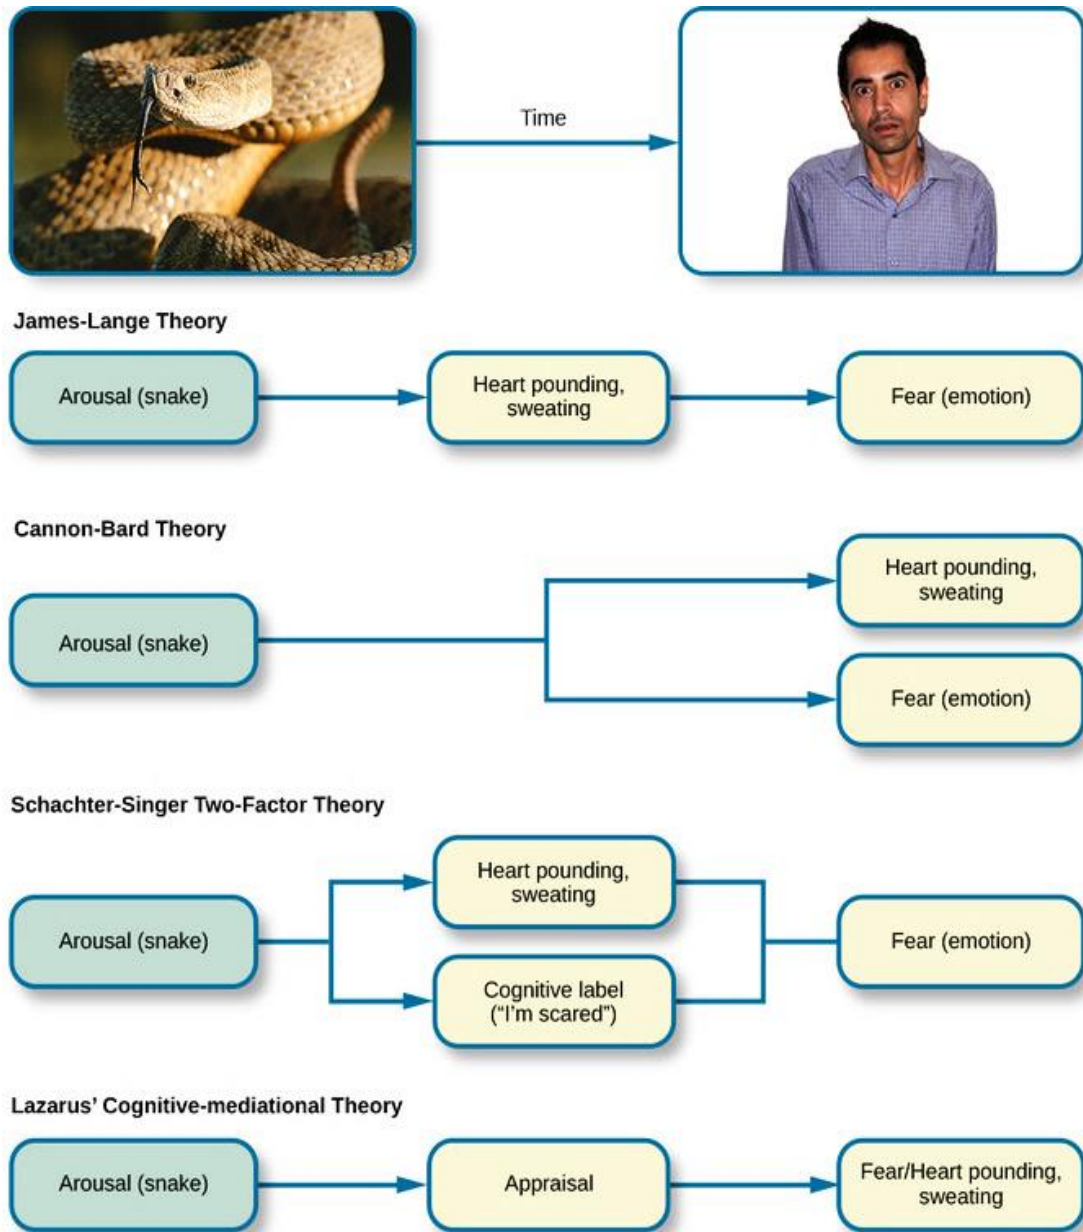 Time
James-Lange Theory
Arousal (snake)
Heart pounding,
sweating
Fear (emotion)
Cannon-Bard Theory
Arousal (snake)
Heart pounding,
sweating
Fear (emotion)
Schachter-Singer Two-Factor Theory
Arousal (snake)
Heart pounding,
sweating
Cognitive label
(“I’m scared”)
Fear (emotion)
Lazarus’ Cognitive-mediational Theory
Arousal (snake)
Appraisal
Fear/Heart pounding,
sweating